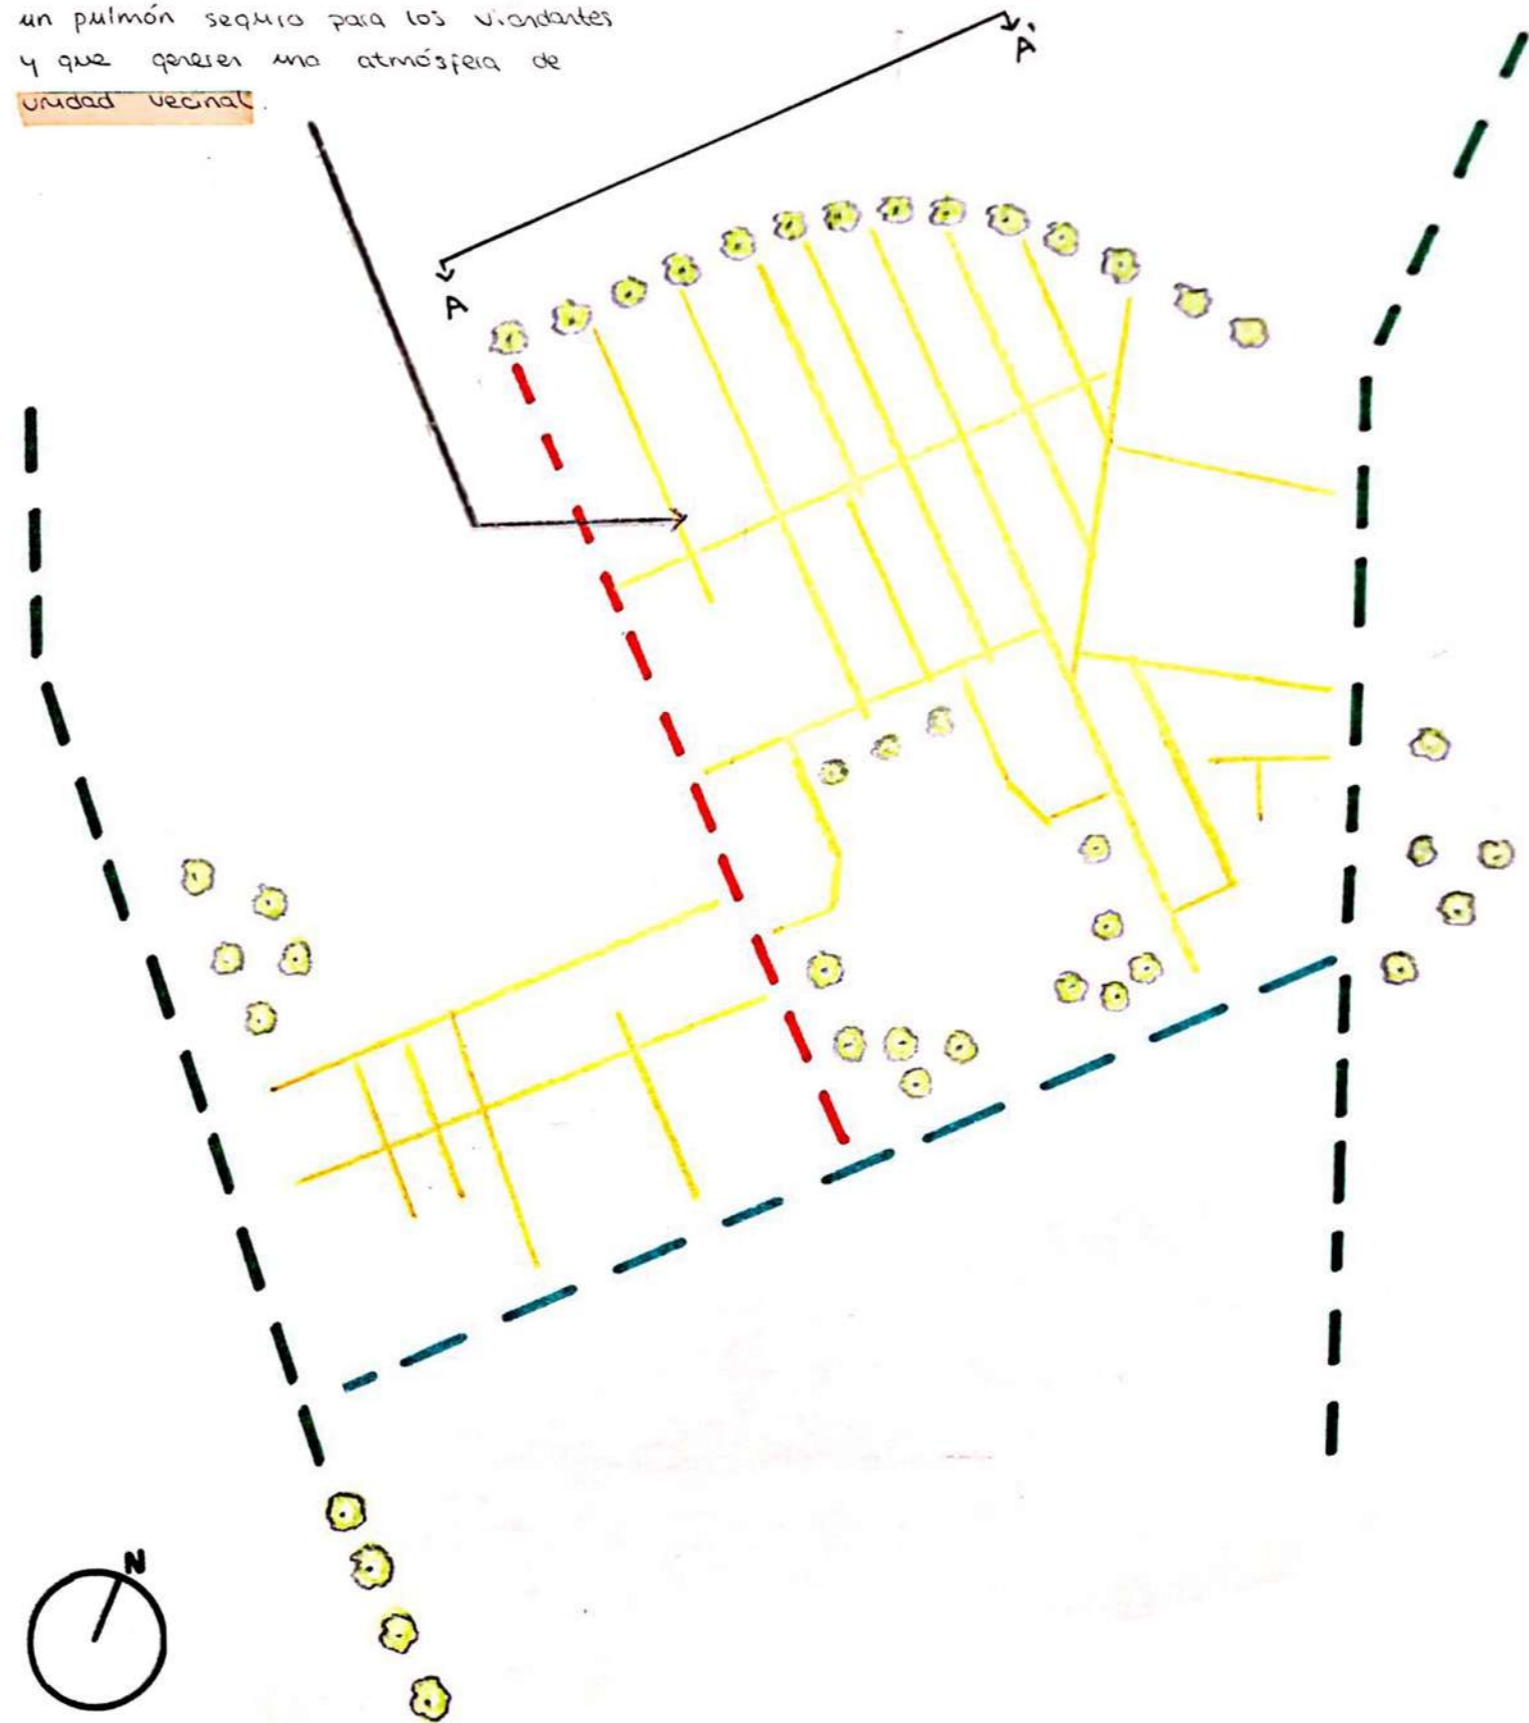 un pulmón seguro para los viandantes
y que generen una atmósfera de
unidad vecinal.
A'
A
N